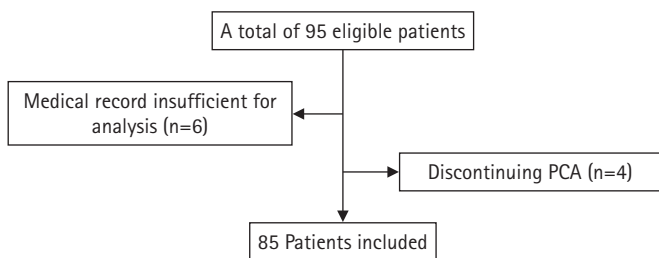 A total of 95 eligible patients
Medical record insufficient for
analysis (n=6)
Discontinuing PCA (n=4)
85 Patients included